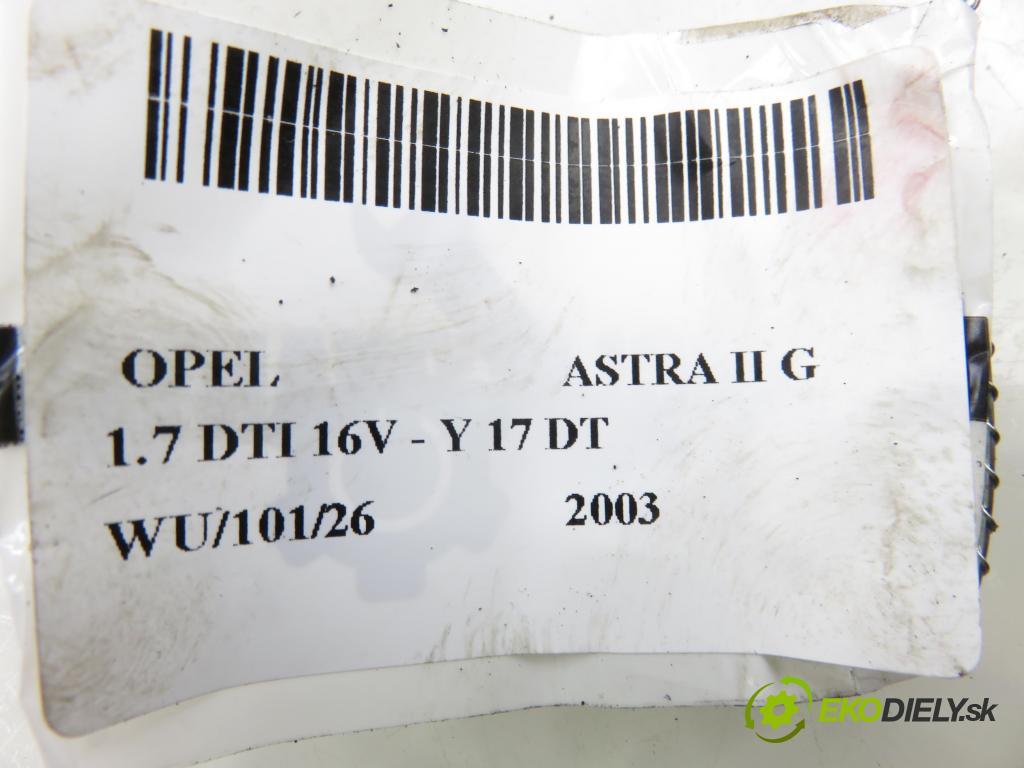 OPEL ASTRA II G
1.7 DTI 16V - Y 17 DT
WU/101/26 2003
EKODIELY.sk